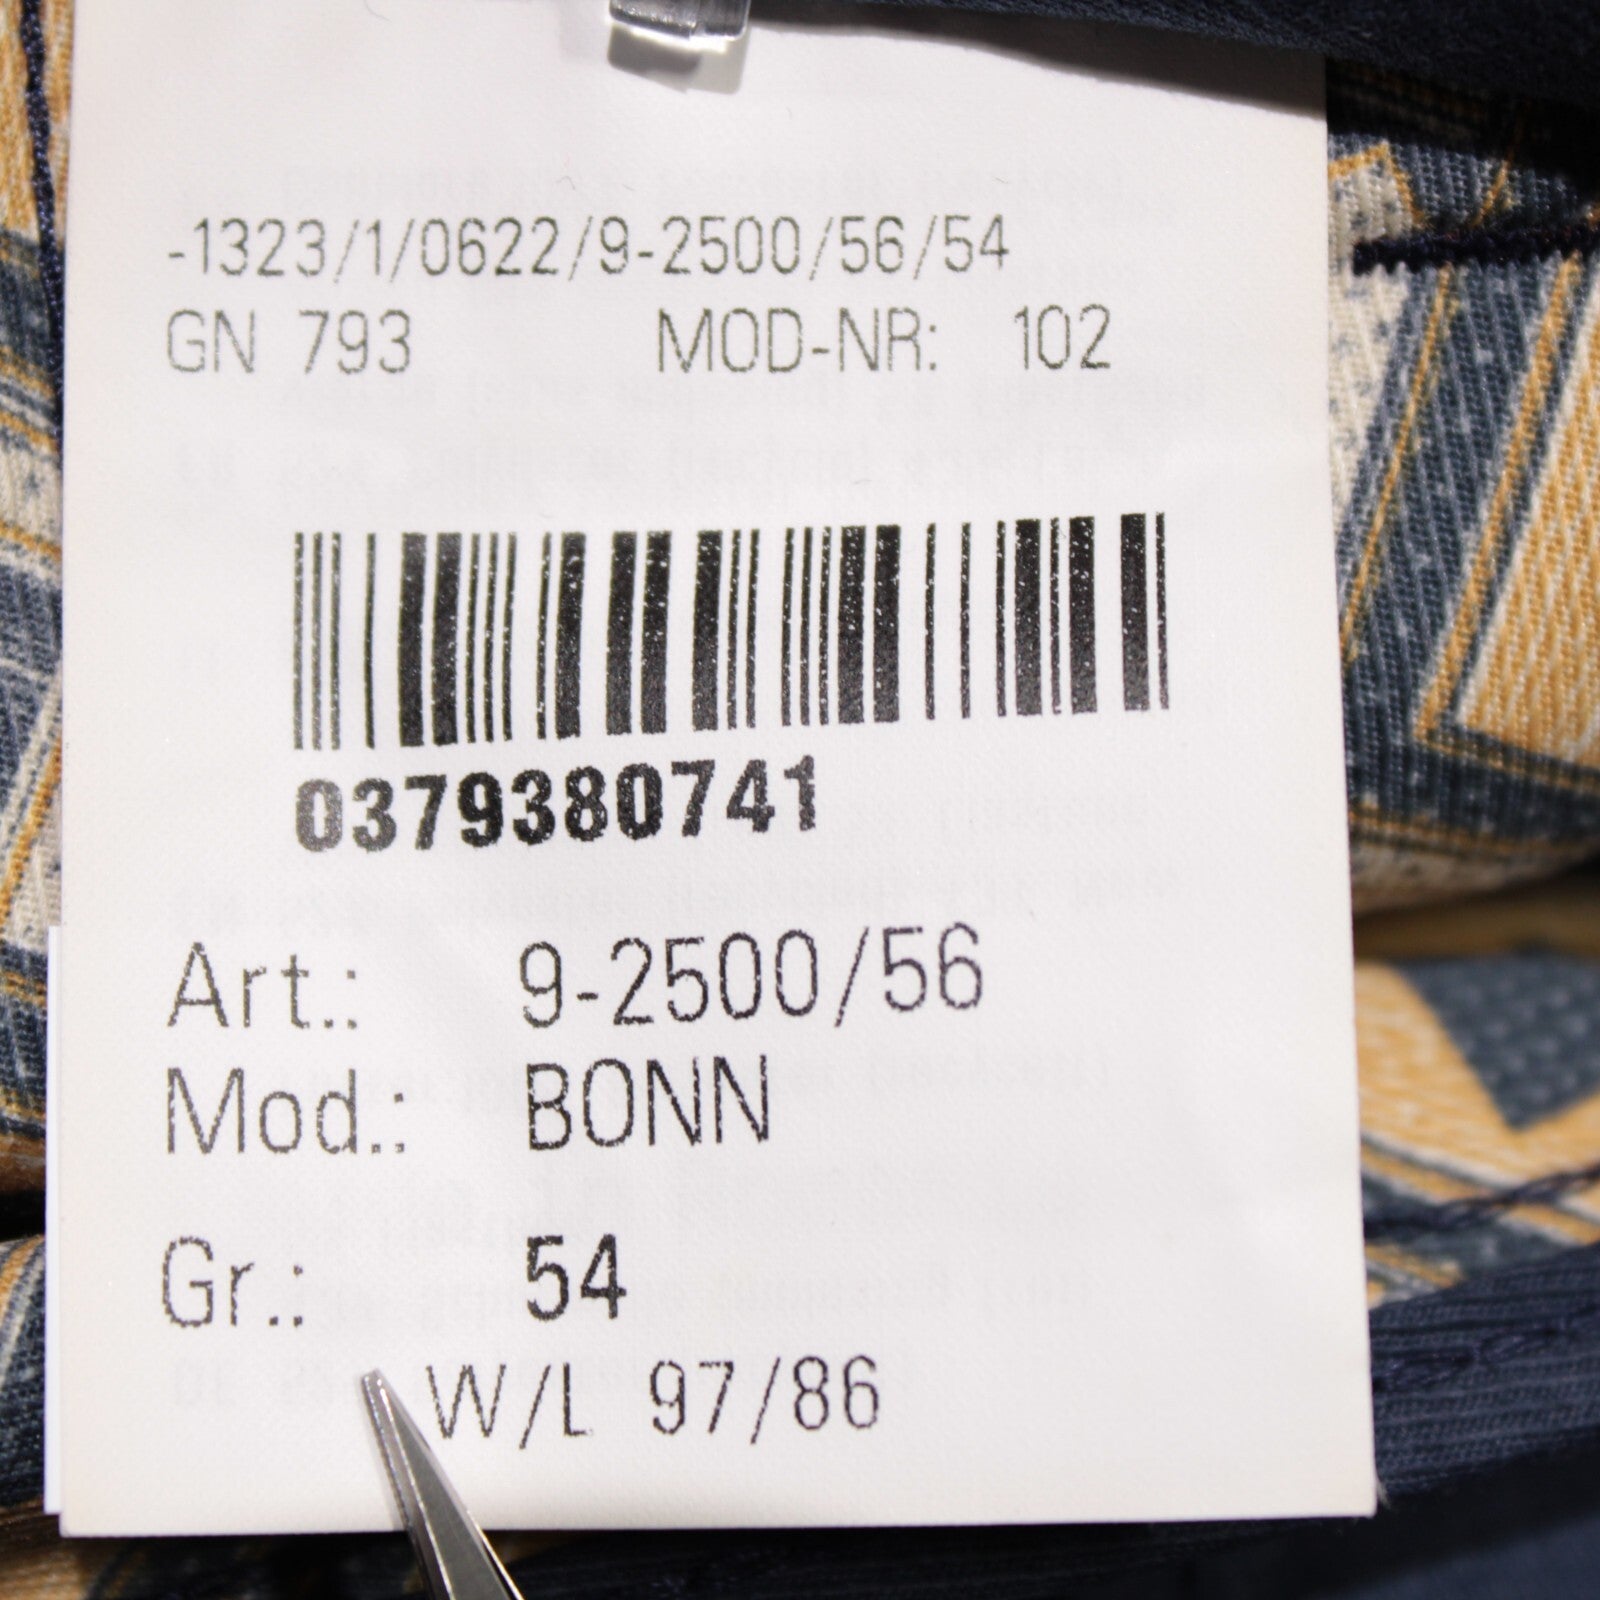 -1323/1/0622/9-2500/56/54
GN 793 MOD-NR: 102
0379380741
Art.: 9-2500/56
Mod.: BONN
Gr.: 54
W/L 97/86